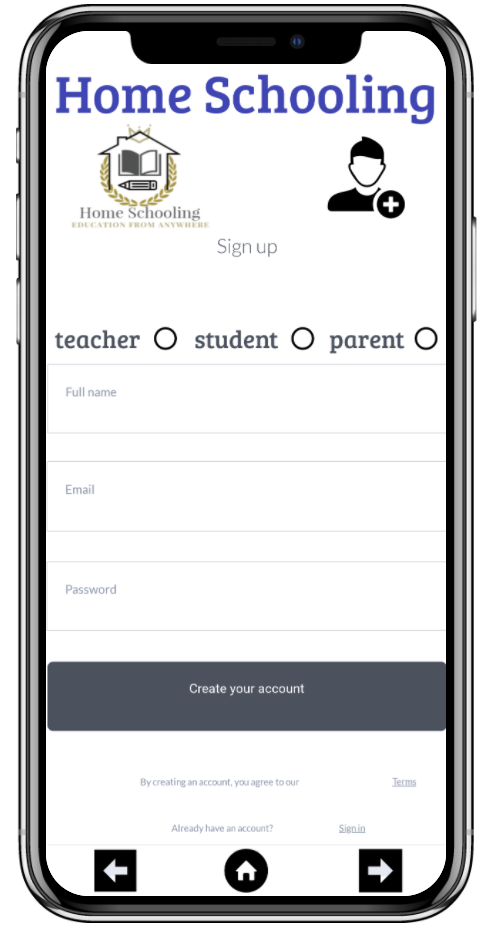 Home Schooling
Home Schooling
EDUCATION FROM ANYWHERE
Sign up
teacher student parent
Full name
Email
Password
Create your account
By creating an account, you agree to our Terms
Already have an account? Sign in